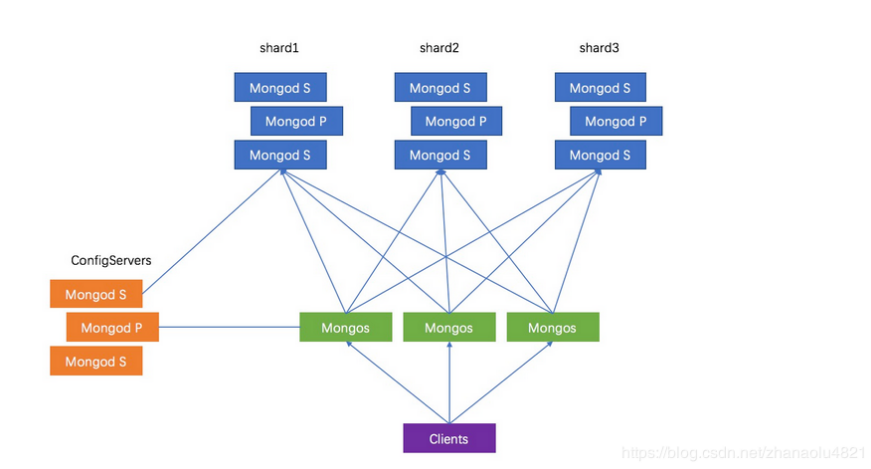 shard1
shard2
shard3
Mongod S
Mongod S
Mongod S
Mongod P
Mongod P
Mongod P
Mongod S
Mongod S
Mongod S
ConfigServers
Mongod S
Mongod P
Mongod S
Mongos
Mongos
Mongos
Clients
https://blog.csdn.net/zhanaolu4821